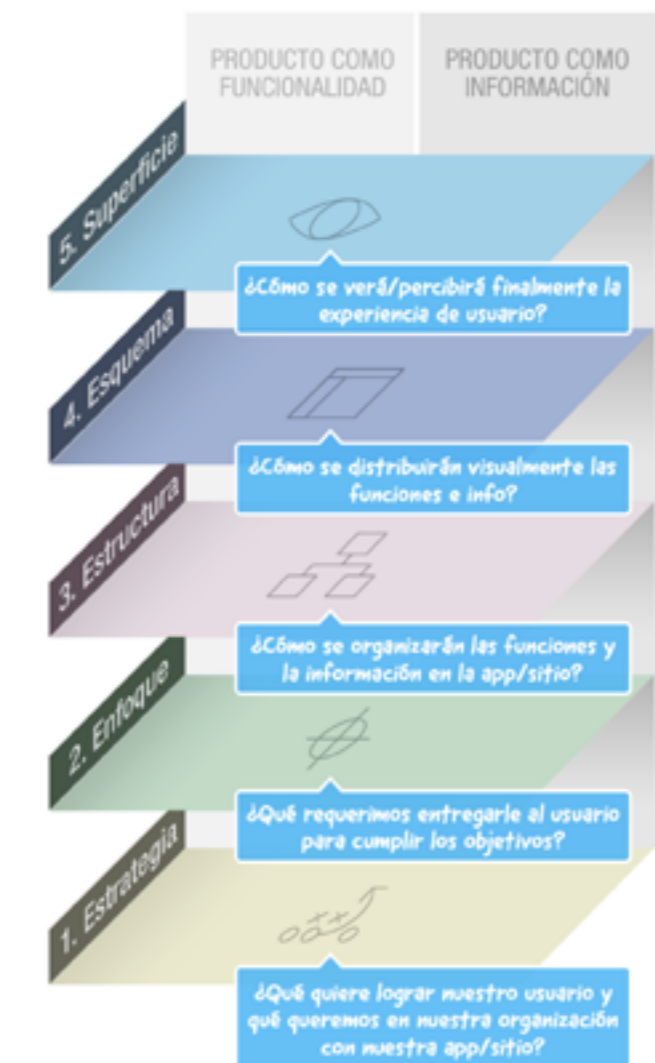 PRODUCTO COMO
FUNCIONALIDAD
PRODUCTO COMO
INFORMACIÓN
5. Superficie
¿Cómo se verá/percibirá finalmente la
experiencia de usuario?
4. Esquema
¿Cómo se distribuirán visualmente las
funciones e info?
3. Estructura
¿Cómo se organizarán las funciones y
la información en la app/sitio?
2. Enfoque
¿Qué requerimos entregarle al usuario
para cumplir los objetivos?
1. Estrategia
¿Qué quiere lograr nuestro usuario y
qué queremos en nuestra organización
con nuestra app/sitio?